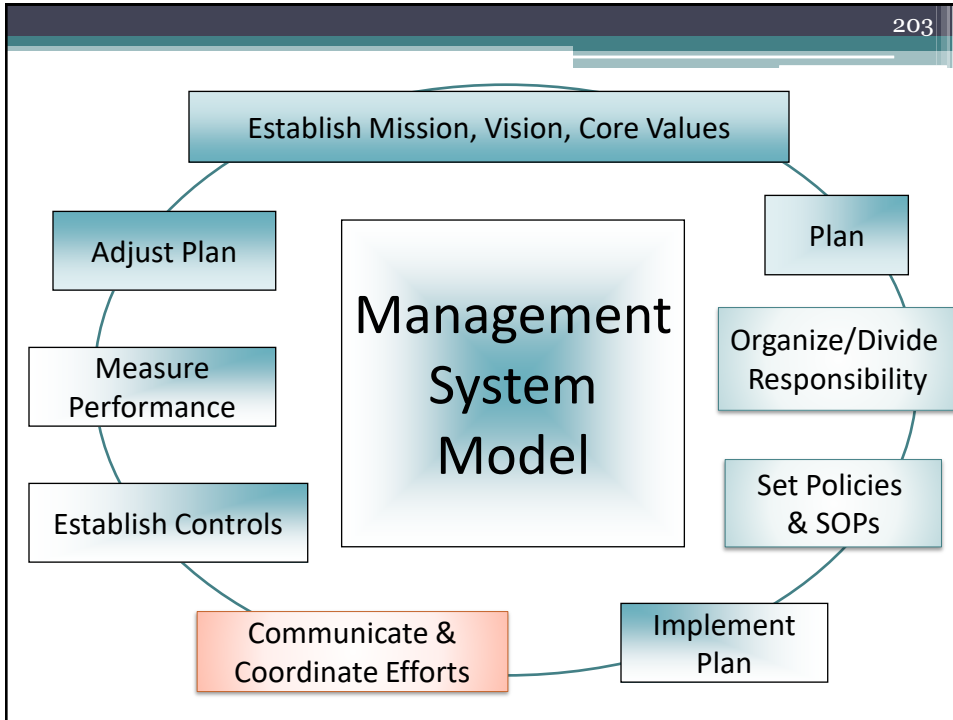 203
Establish Mission, Vision, Core Values
Plan
Organize/Divide
Responsibility
Set Policies
& SOPs
Implement
Plan
Communicate &
Coordinate Efforts
Establish Controls
Measure
Performance
Adjust Plan
Management
System
Model